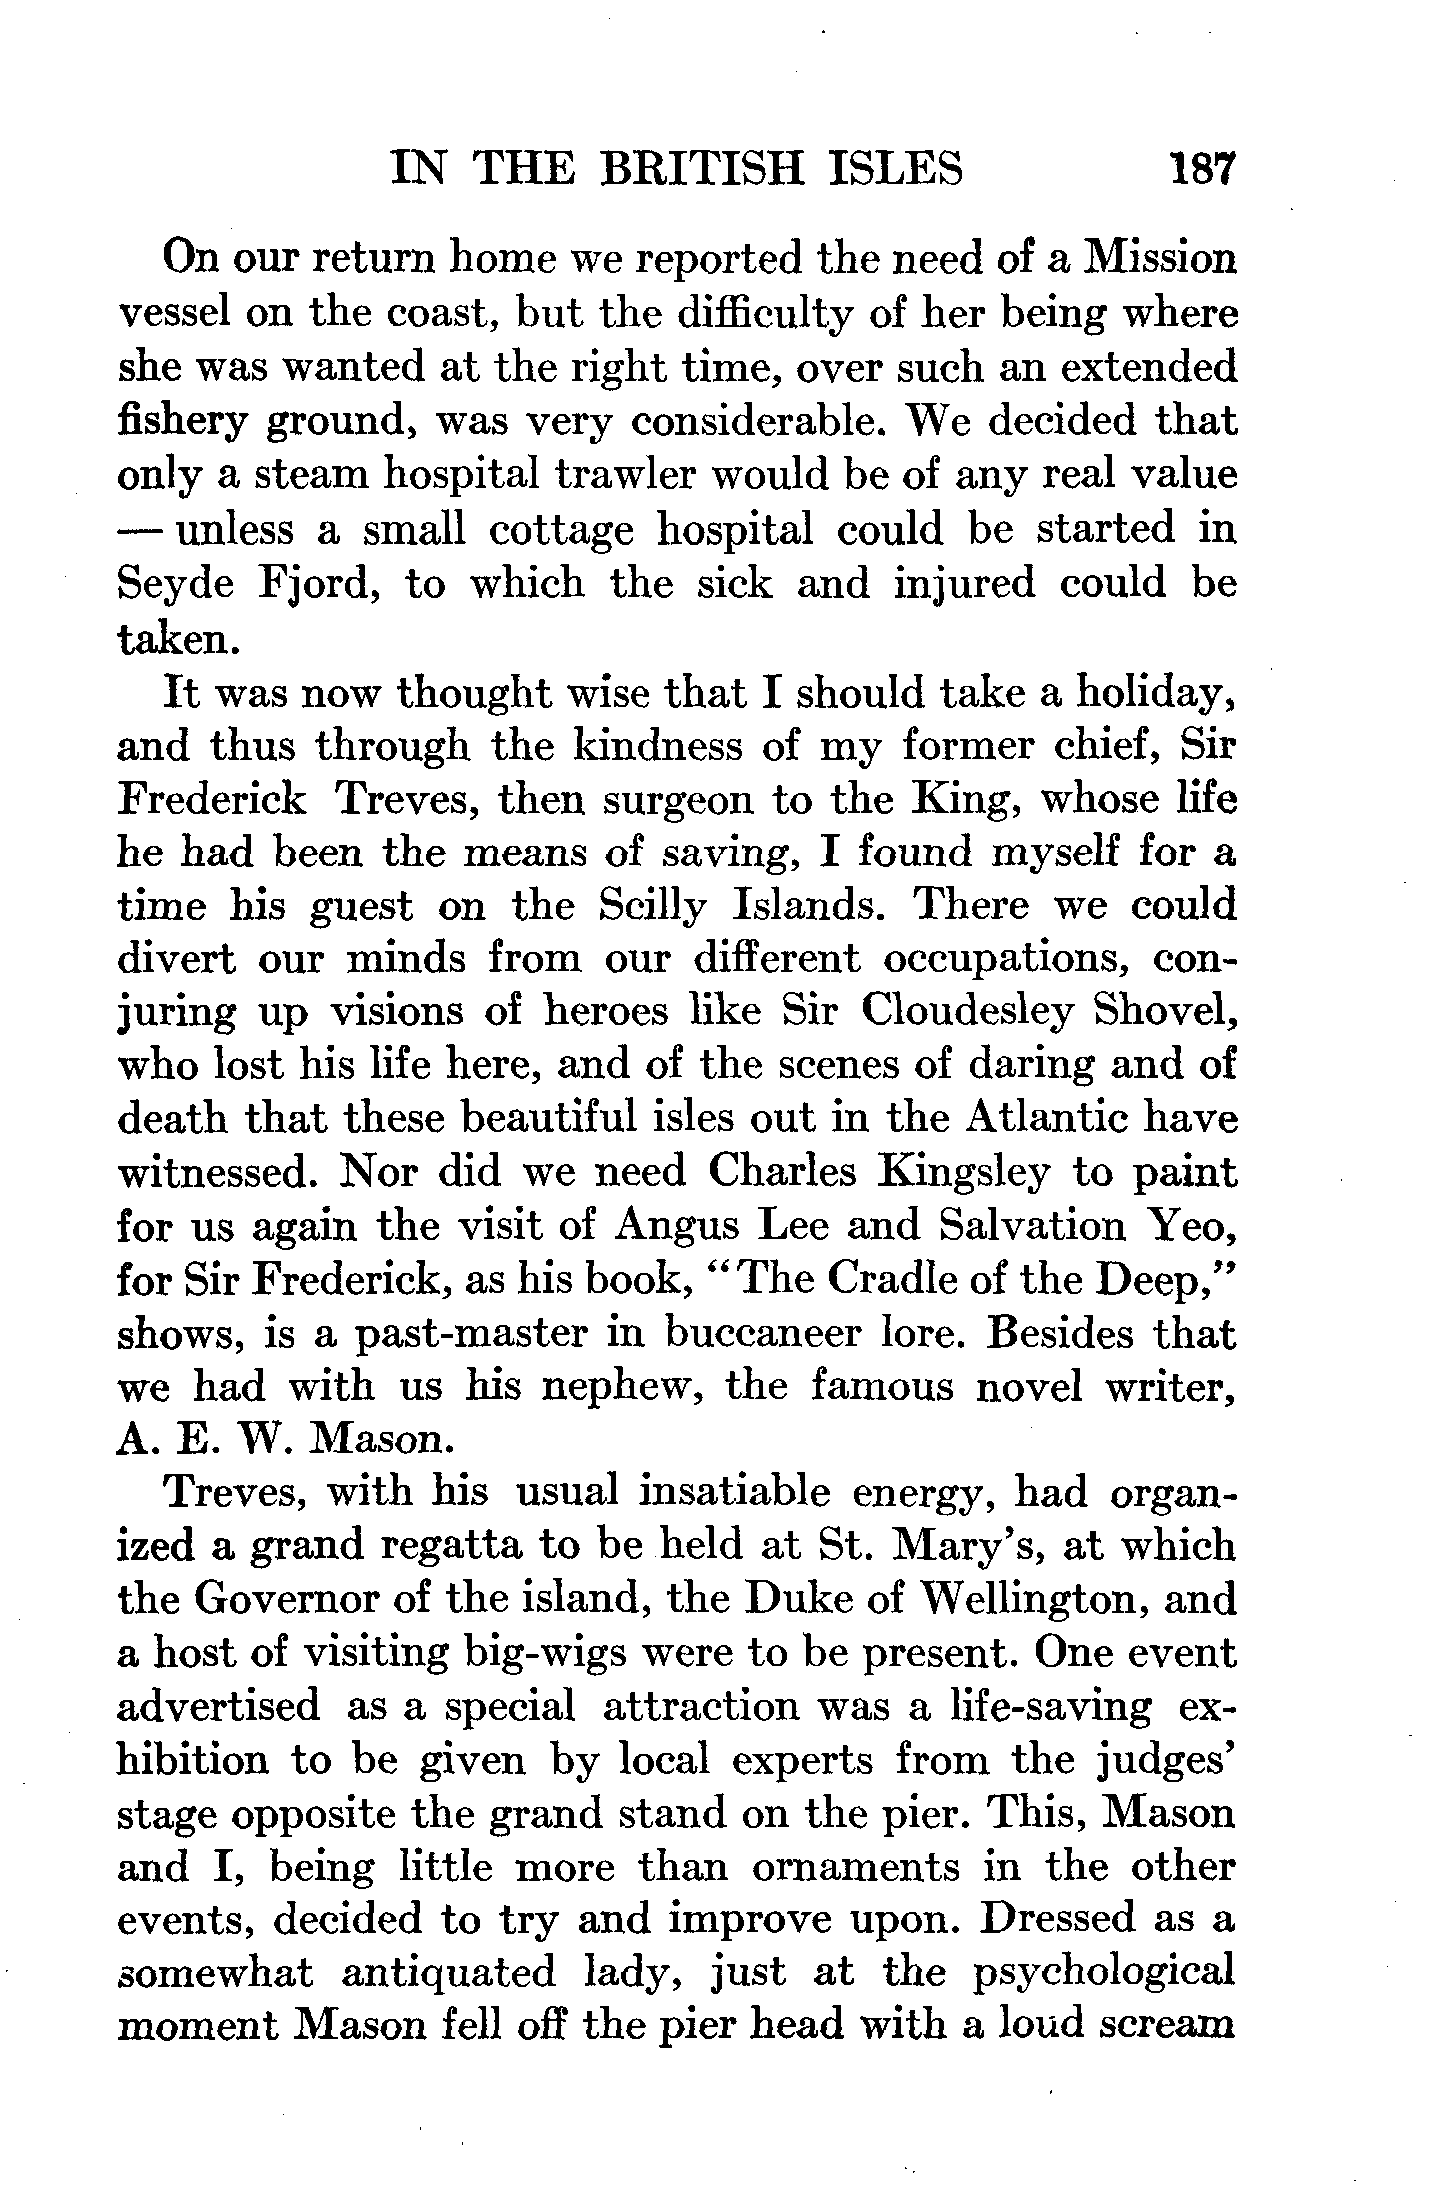 IN THE BRITISH ISLES 187
On our return home we reported the need of a Mission
vessel on the coast, but the difficulty of her being where
she was wanted at the right time, over such an extended
fishery ground, was very considerable. We decided that
only a steam hospital trawler would be of any real value
— unless a small cottage hospital could be started in
Seyde Fjord, to which the sick and injured could be
taken.
It was now thought wise that I should take a holiday,
and thus through the kindness of my former chief, Sir
Frederick Treves, then surgeon to the King, whose life
he had been the means of saving, I found myself for a
time his guest on the Scilly Islands. There we could
divert our minds from our different occupations, con-
juring up visions of heroes like Sir Cloudesley Shovel,
who lost his life here, and of the scenes of daring and of
death that these beautiful isles out in the Atlantic have
witnessed. Nor did we need Charles Kingsley to paint
for us again the visit of Angus Lee and Salvation Yeo,
for Sir Frederick, as his book, "The Cradle of the Deep,"
shows, is a past-master in buccaneer lore. Besides that
we had with us his nephew, the famous novel writer,
A. E. W. Mason.
Treves, with his usual insatiable energy, had organ-
ized a grand regatta to be held at St. Mary's, at which
the Governor of the island, the Duke of Wellington, and
a host of visiting big-wigs were to be present. One event
advertised as a special attraction was a life-saving ex-
hibition to be given by local experts from the judges'
stage opposite the grand stand on the pier. This, Mason
and I, being little more than ornaments in the other
events, decided to try and improve upon. Dressed as a
somewhat antiquated lady, just at the psychological
moment Mason fell off the pier head with a loud scream